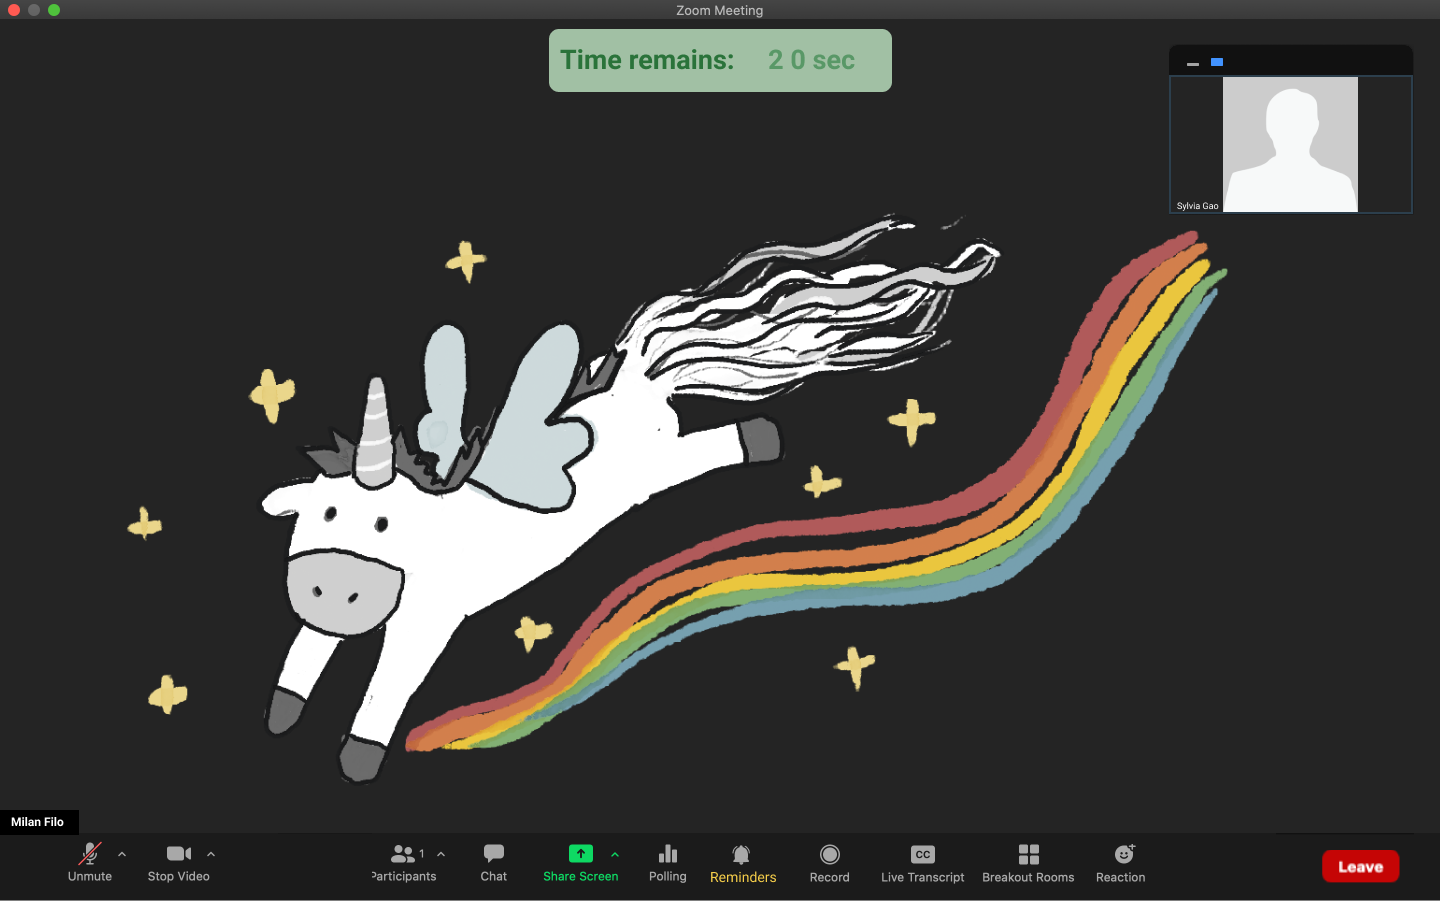 Zoom Meeting
Time remains: 2 0 sec
Sylvia Gao
Milan Filo
Unmute
Stop Video
Participants
1
Chat
Share Screen
Polling
Reminders
Record
CC
Live Transcript
Breakout Rooms
Reaction
Leave